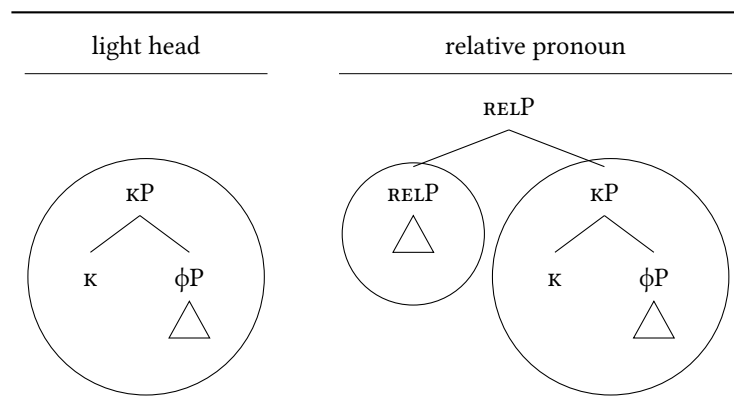 light head relative pronoun
RELP
κP RELP κP
κ ϕP κ ϕP